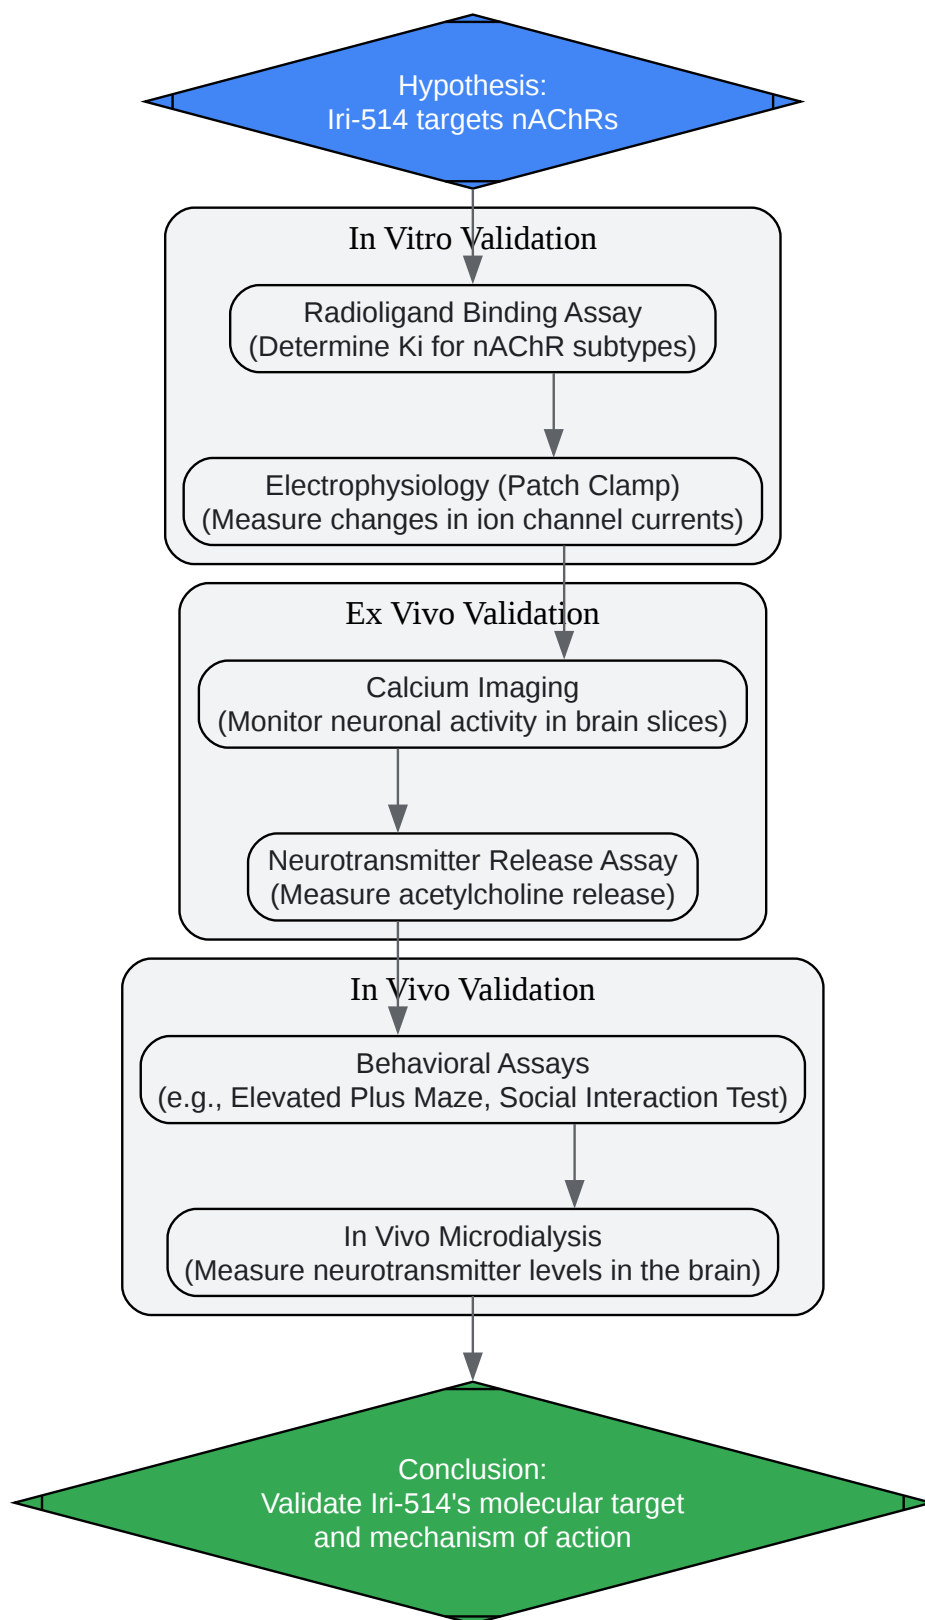 Hypothesis:
Iri-514 targets nAChRs
In Vitro Validation
Radioligand Binding Assay
(Determine Ki for nAChR subtypes)
Electrophysiology (Patch Clamp)
(Measure changes in ion channel currents)
Ex Vivo Validation
Calcium Imaging
(Monitor neuronal activity in brain slices)
Neurotransmitter Release Assay
(Measure acetylcholine release)
In Vivo Validation
Behavioral Assays
(e.g., Elevated Plus Maze, Social Interaction Test)
In Vivo Microdialysis
(Measure neurotransmitter levels in the brain)
Conclusion:
Validate Iri-514's molecular target
and mechanism of action